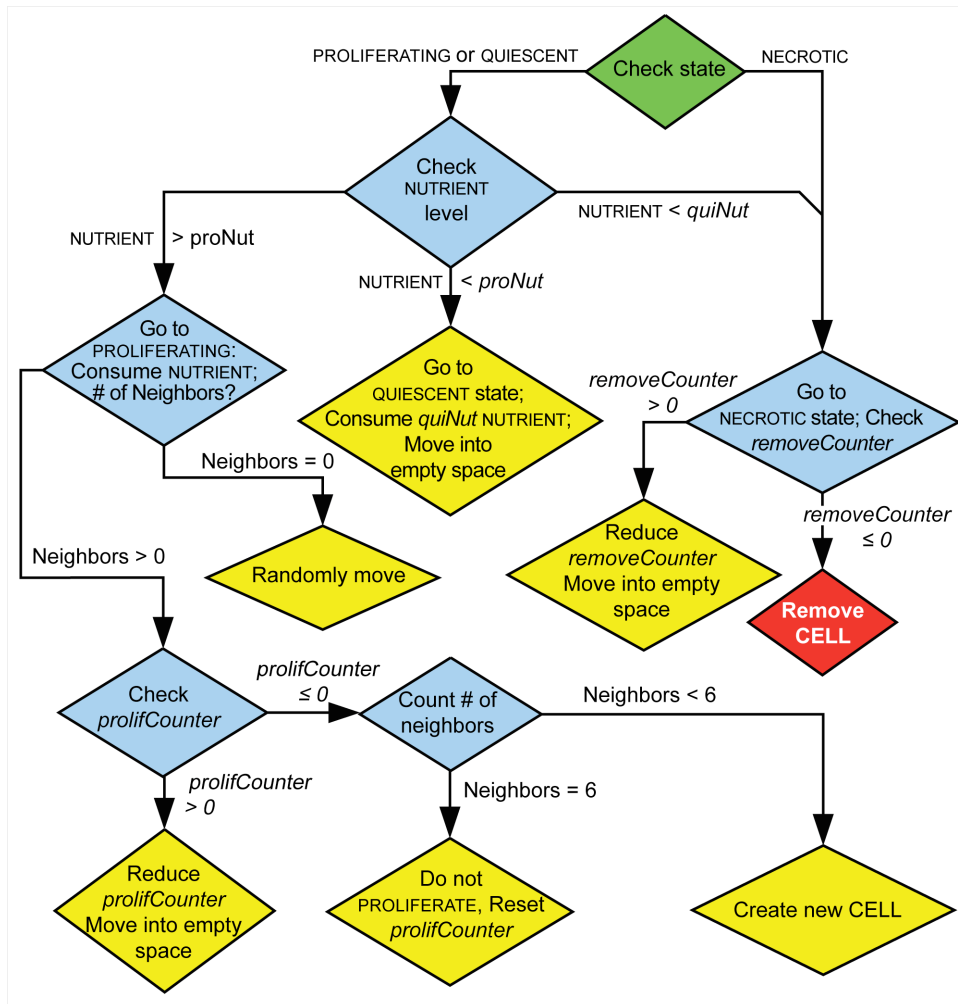 PROLIFERATING or QUIESCENT
Check state
NECROTIC
Check
NUTRIENT
level
NUTRIENT < quiNut
NUTRIENT > proNut
NUTRIENT < proNut
Go to
PROLIFERATING:
Consume NUTRIENT;
# of Neighbors?
Go to
QUIESCENT state;
Consume quiNut NUTRIENT;
Move into
empty space
removeCounter
> 0
Go to
NECROTIC state; Check
removeCounter
Neighbors = 0
removeCounter
≤ 0
Neighbors > 0
Randomly move
Reduce
removeCounter
Move into empty
space
Remove
CELL
Check
prolifCounter
prolifCounter
≤ 0
Count # of
neighbors
Neighbors < 6
prolifCounter
> 0
Neighbors = 6
Reduce
prolifCounter
Move into empty
space
Do not
PROLIFERATE, Reset
prolifCounter
Create new CELL